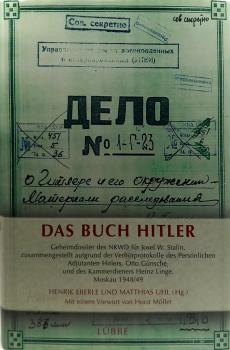 сов секретно
Сов. секретно
ДЕЛО
№ 1-Г-23
о Гитлере и его окружении
Материалы расследования
DAS BUCH HITLER
Geheimdossier des NKWD für Josef W. Stalin,
zusammengestellt aufgrund der Verhörprotokolle des Persönlichen
Adjutanten Hitlers, Otto Günsche,
und des Kammerdieners Heinz Linge,
Moskau 1948/49
HENRIK EBERLE UND MATTHIAS UHL (Hg.)
Mit einem Vorwort von Horst Möller
LÜBBE